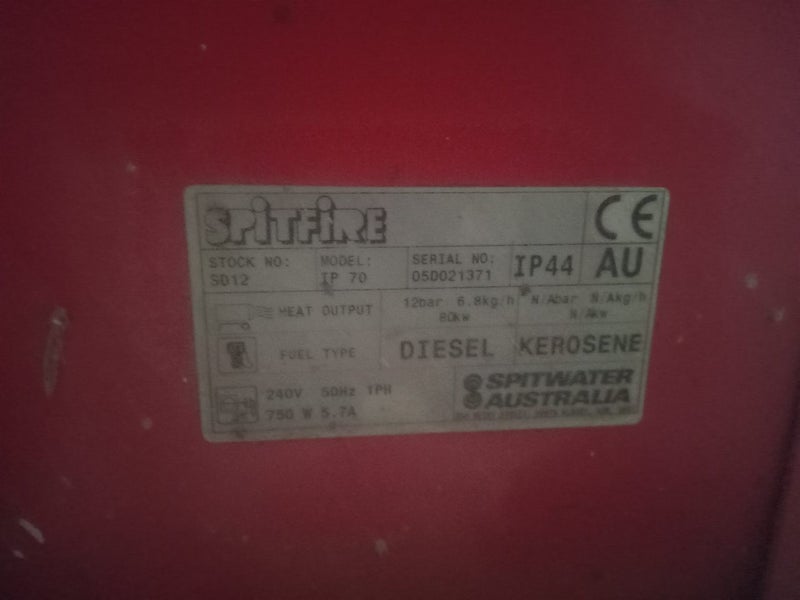 SPiTFiRE
CE
STOCK NO:
SD12
MODEL:
IP 70
SERIAL NO:
05D021371
IP44
AU
HEAT OUTPUT
12bar 6.8kg/h
80kw
N/Abar N/Akg/h
N/Akw
FUEL TYPE
DIESEL
KEROSENE
240V 50Hz 1PH
750 W 5.7A
SPITWATER
AUSTRALIA